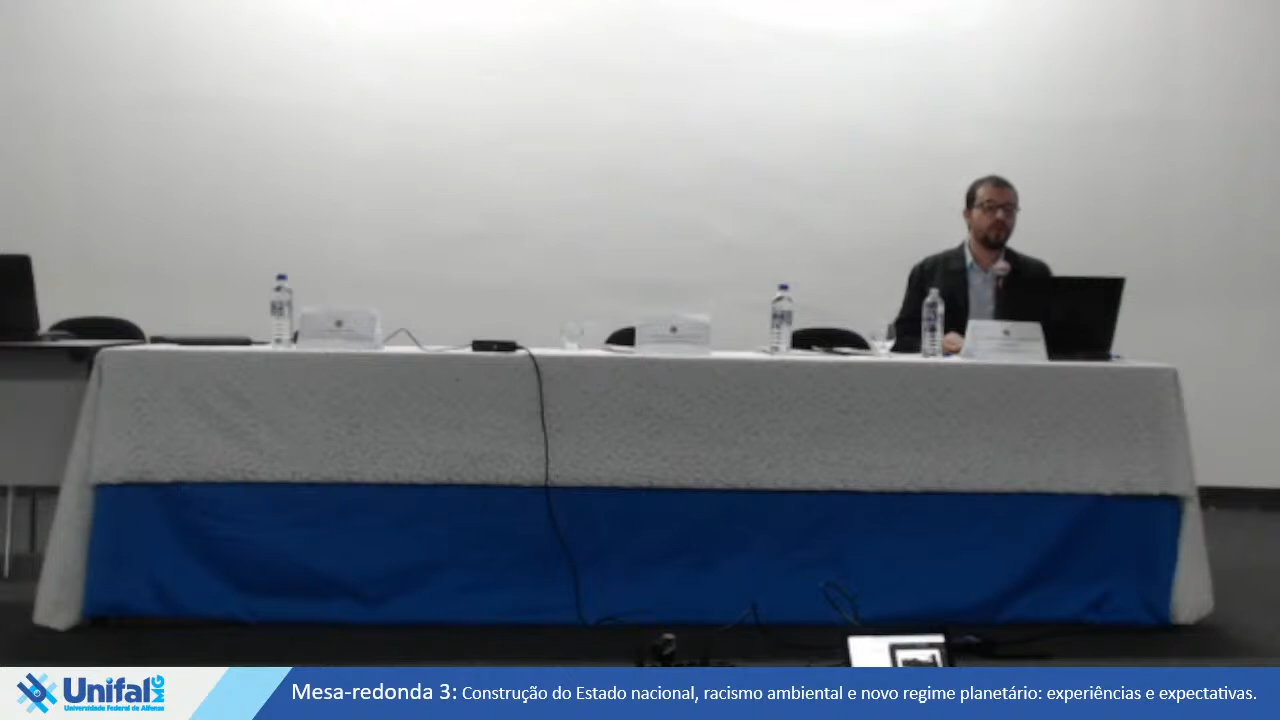 Unifal MG
Universidade Federal de Alfenas
Mesa-redonda 3: Construção do Estado nacional, racismo ambiental e novo regime planetário: experiências e expectativas.